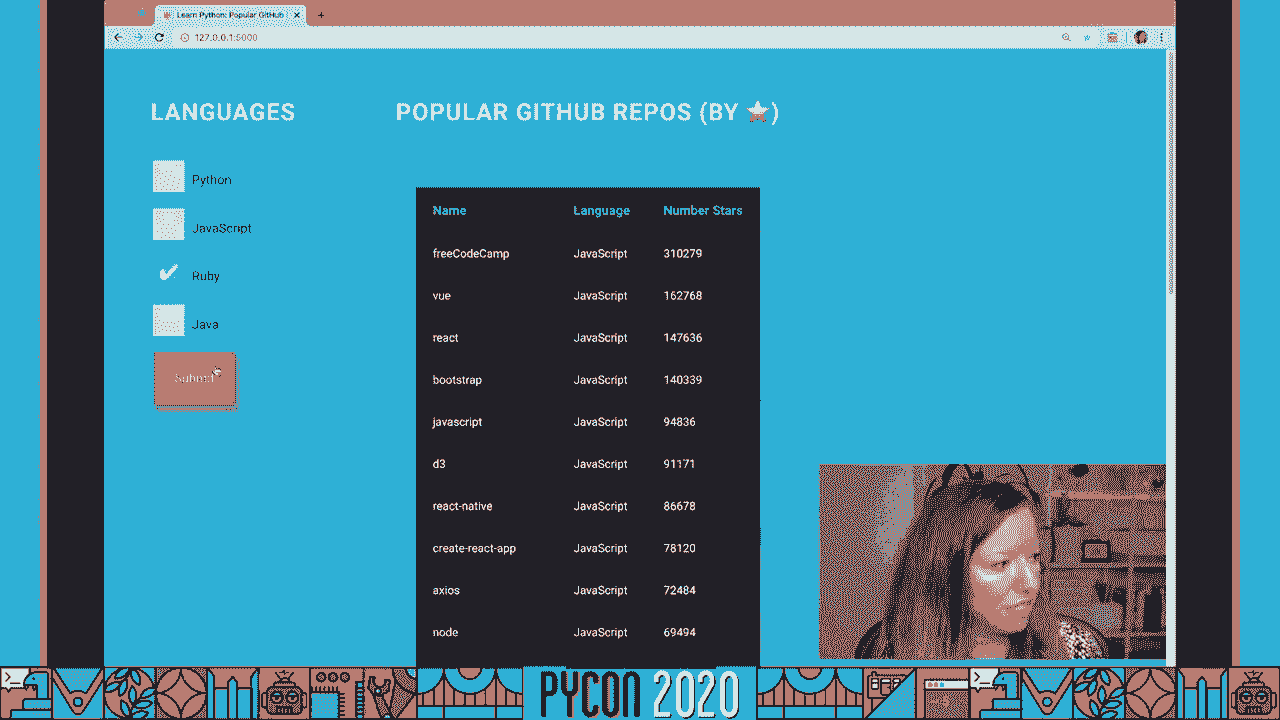 Learn Python: Popular GitHub
127.0.0.1:5000
LANGUAGES
Python
JavaScript
Ruby
Java
Submit
POPULAR GITHUB REPOS (BY ⭐)
Name Language Number Stars
freeCodeCamp JavaScript 310279
vue JavaScript 162768
react JavaScript 147636
bootstrap JavaScript 140339
javascript JavaScript 94836
d3 JavaScript 91171
react-native JavaScript 86678
create-react-app JavaScript 78120
axios JavaScript 72484
node JavaScript 69494
PYCON 2020